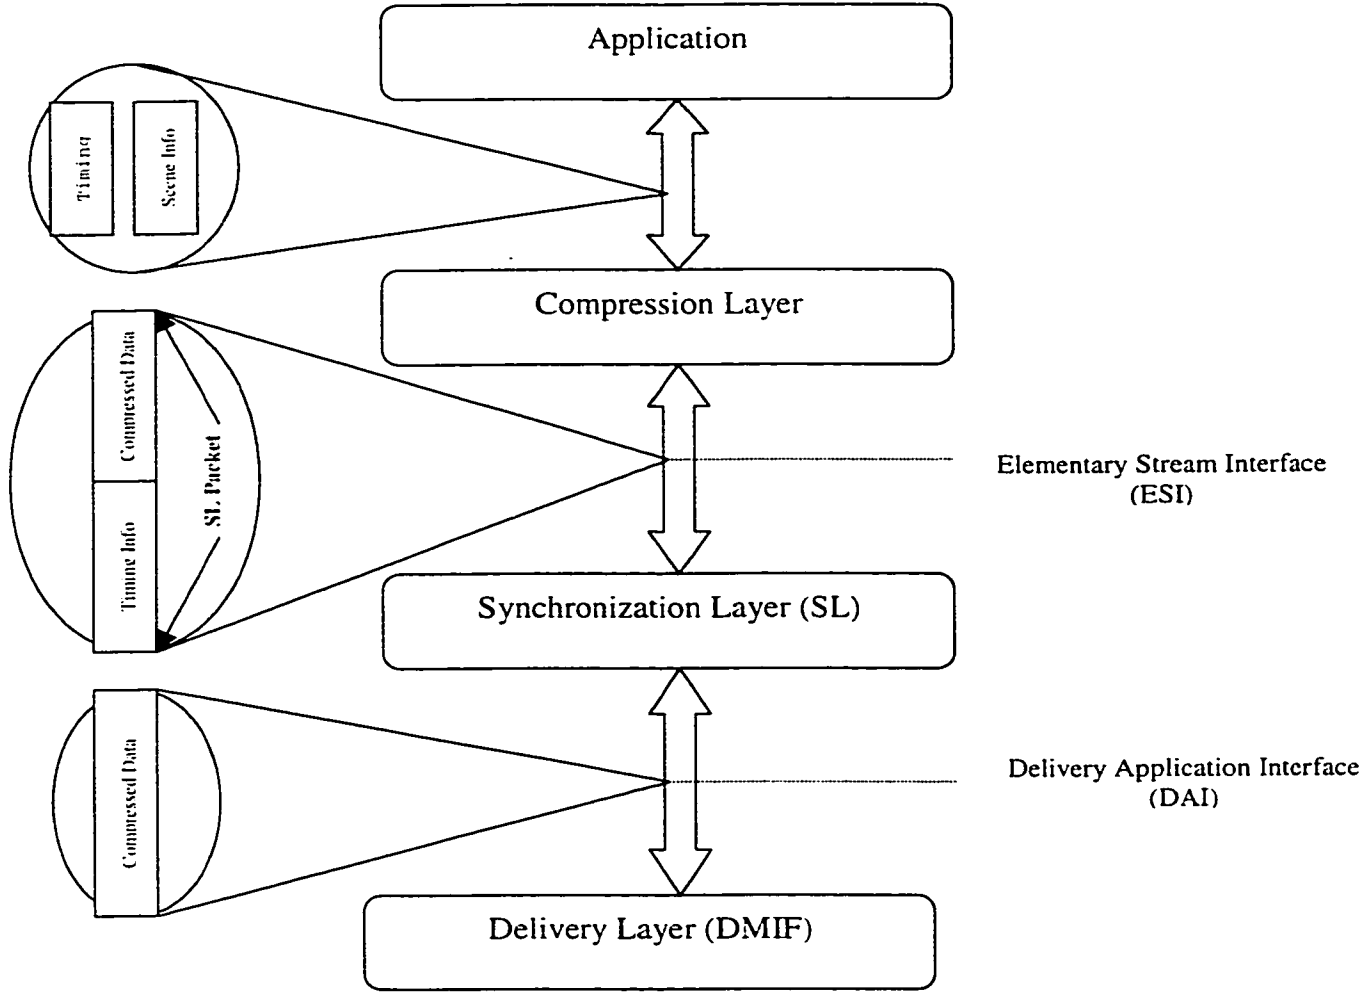 Application
Timing
Scene Info
Compression Layer
Compressed Data
Timing Info
SL Packet
Elementary Stream Interface
(ESI)
Synchronization Layer (SL)
Compressed Data
Delivery Application Interface
(DAI)
Delivery Layer (DMIF)